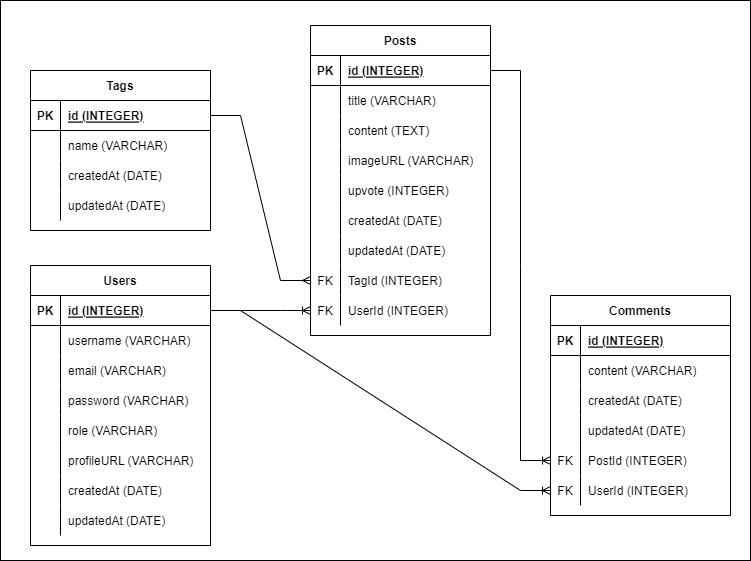 Posts
PK id (INTEGER)
title (VARCHAR)
content (TEXT)
imageURL (VARCHAR)
upvote (INTEGER)
createdAt (DATE)
updatedAt (DATE)
FK TagId (INTEGER)
FK UserId (INTEGER)
Tags
PK id (INTEGER)
name (VARCHAR)
createdAt (DATE)
updatedAt (DATE)
Users
PK id (INTEGER)
username (VARCHAR)
email (VARCHAR)
password (VARCHAR)
role (VARCHAR)
profileURL (VARCHAR)
createdAt (DATE)
updatedAt (DATE)
Comments
PK id (INTEGER)
content (VARCHAR)
createdAt (DATE)
updatedAt (DATE)
FK PostId (INTEGER)
FK UserId (INTEGER)